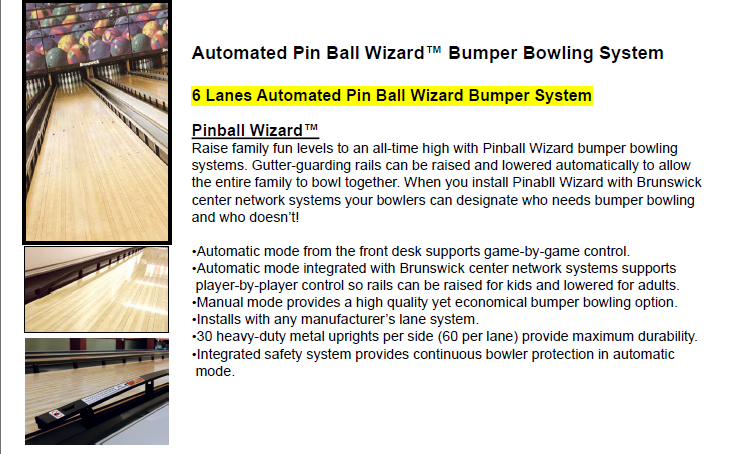 Brunswick
Automated Pin Ball Wizard™ Bumper Bowling System
6 Lanes Automated Pin Ball Wizard Bumper System
Pinball Wizard™
Raise family fun levels to an all-time high with Pinball Wizard bumper bowling
systems. Gutter-guarding rails can be raised and lowered automatically to allow
the entire family to bowl together. When you install Pinabll Wizard with Brunswick
center network systems your bowlers can designate who needs bumper bowling
and who doesn't!
•Automatic mode from the front desk supports game-by-game control.
•Automatic mode integrated with Brunswick center network systems supports
player-by-player control so rails can be raised for kids and lowered for adults.
•Manual mode provides a high quality yet economical bumper bowling option.
•Installs with any manufacturer's lane system.
•30 heavy-duty metal uprights per side (60 per lane) provide maximum durability.
•Integrated safety system provides continuous bowler protection in automatic
mode.